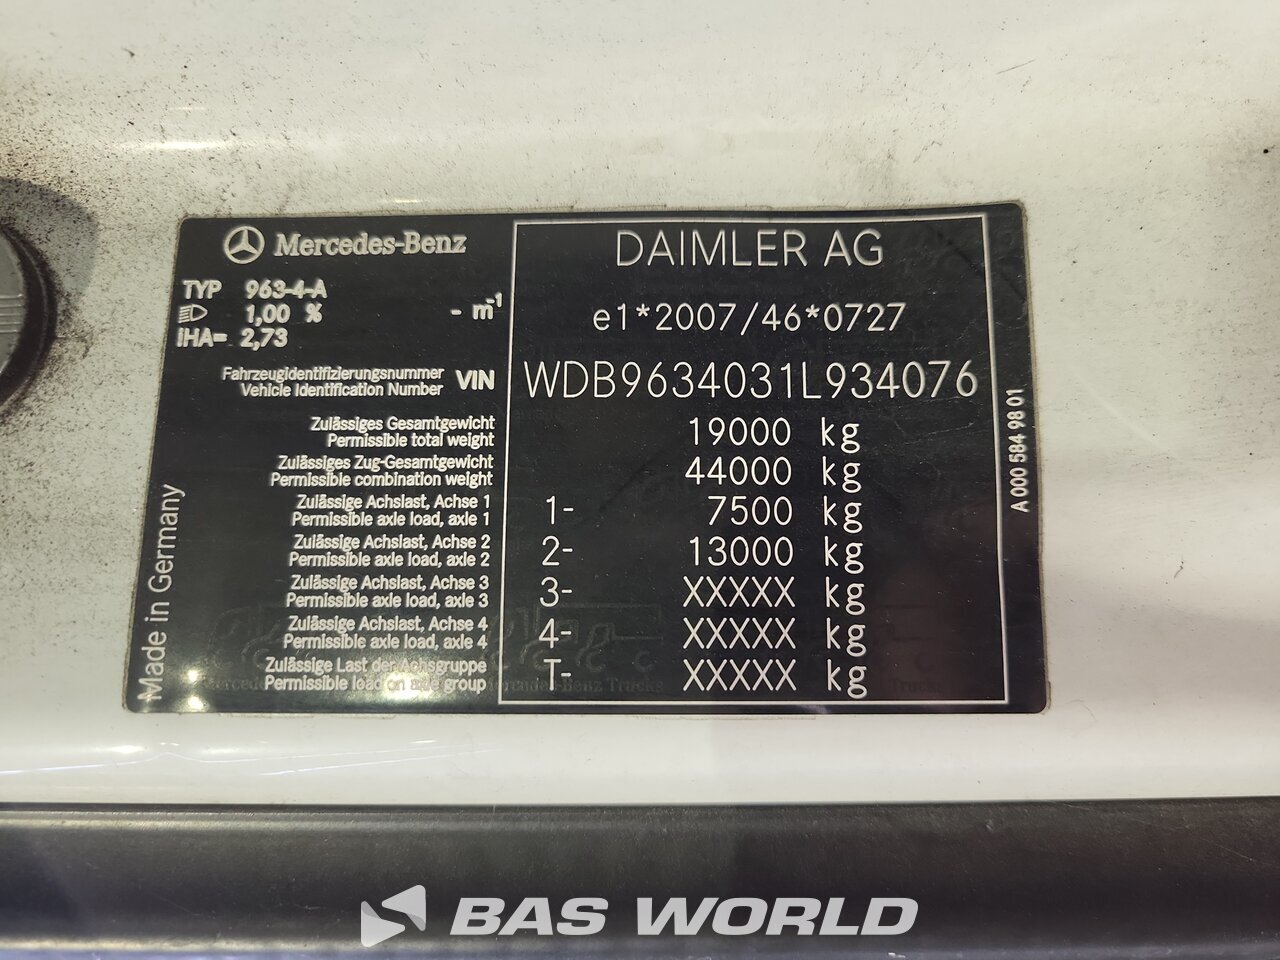 Mercedes-Benz
DAIMLER AG
TYP 963-4-A
1,00 % - m-1
IHA= 2,73
e1*2007/46*0727
Fahrzeugidentifizierungsnummer
Vehicle Identification Number VIN WDB9634031L934076
Zulässiges Gesamtgewicht
Permissible total weight 19000 kg
Zulässiges Zug-Gesamtgewicht
Permissible combination weight 44000 kg
Zulässige Achslast, Achse 1
Permissible axle load, axle 1 1- 7500 kg
Zulässige Achslast, Achse 2
Permissible axle load, axle 2 2- 13000 kg
Zulässige Achslast, Achse 3
Permissible axle load, axle 3 3- XXXXX kg
Zulässige Achslast, Achse 4
Permissible axle load, axle 4 4- XXXXX kg
Zulässige Last der Achsgruppe
Permissible load on axle group T- XXXXX kg
Made in Germany
A 000 584 98 01
BAS WORLD